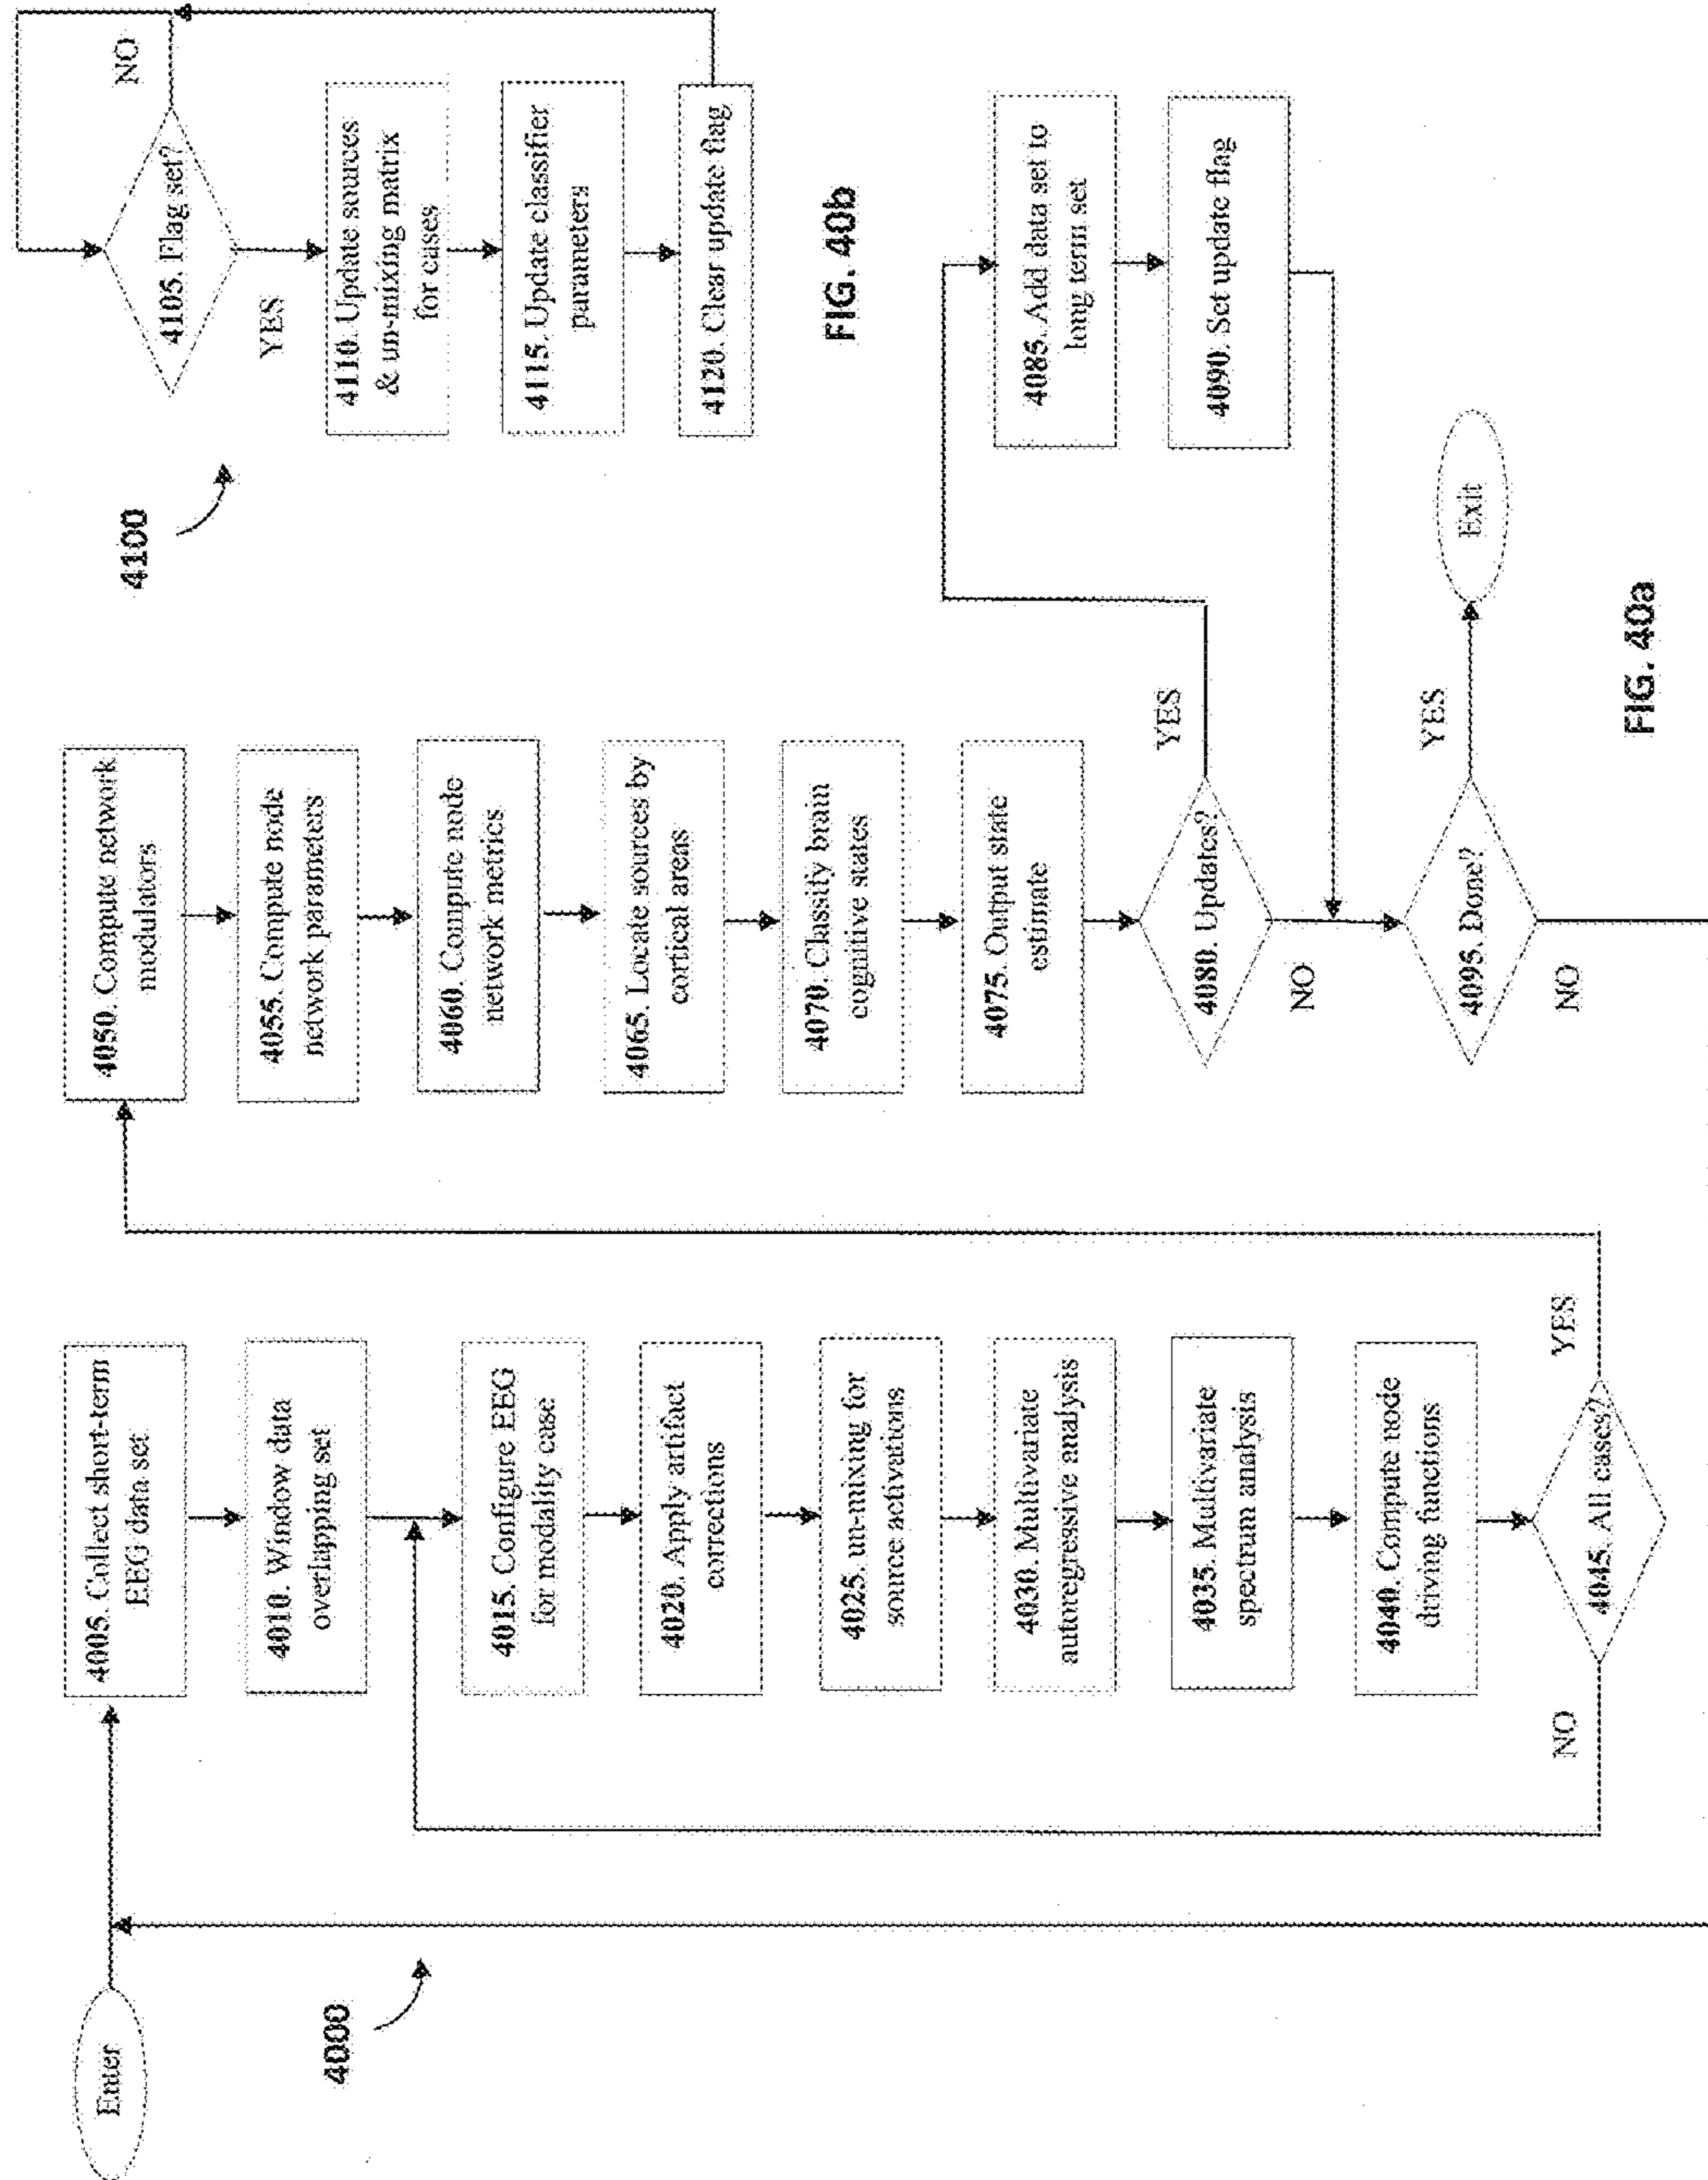 Enter
4000
4005. Collect short-term
EEG data set
4010. Window data
overlapping set
4015. Configure EEG
for modality case
4020. Apply artifact
corrections
4025. un-mixing for
source activations
4030. Multivariate
autoregressive analysis
4035. Multivariate
spectrum analysis
4040. Compute node
driving functions
4045. All cases?
NO
YES
4050. Compute network
modulators
4055. Compute node
network parameters
4060. Compute node
network metrics
4065. Locate sources by
cortical areas
4070. Classify brain
cognitive states
4075. Output state
estimate
4080. Updates?
YES
NO
4085. Add data set to
long term set
4090. Set update flag
4095. Done?
YES
NO
Exit
FIG. 40a
4100
4105. Flag set?
NO
YES
4110. Update sources
& un-mixing matrix
for cases
4115. Update classifier
parameters
4120. Clear update flag
FIG. 40b